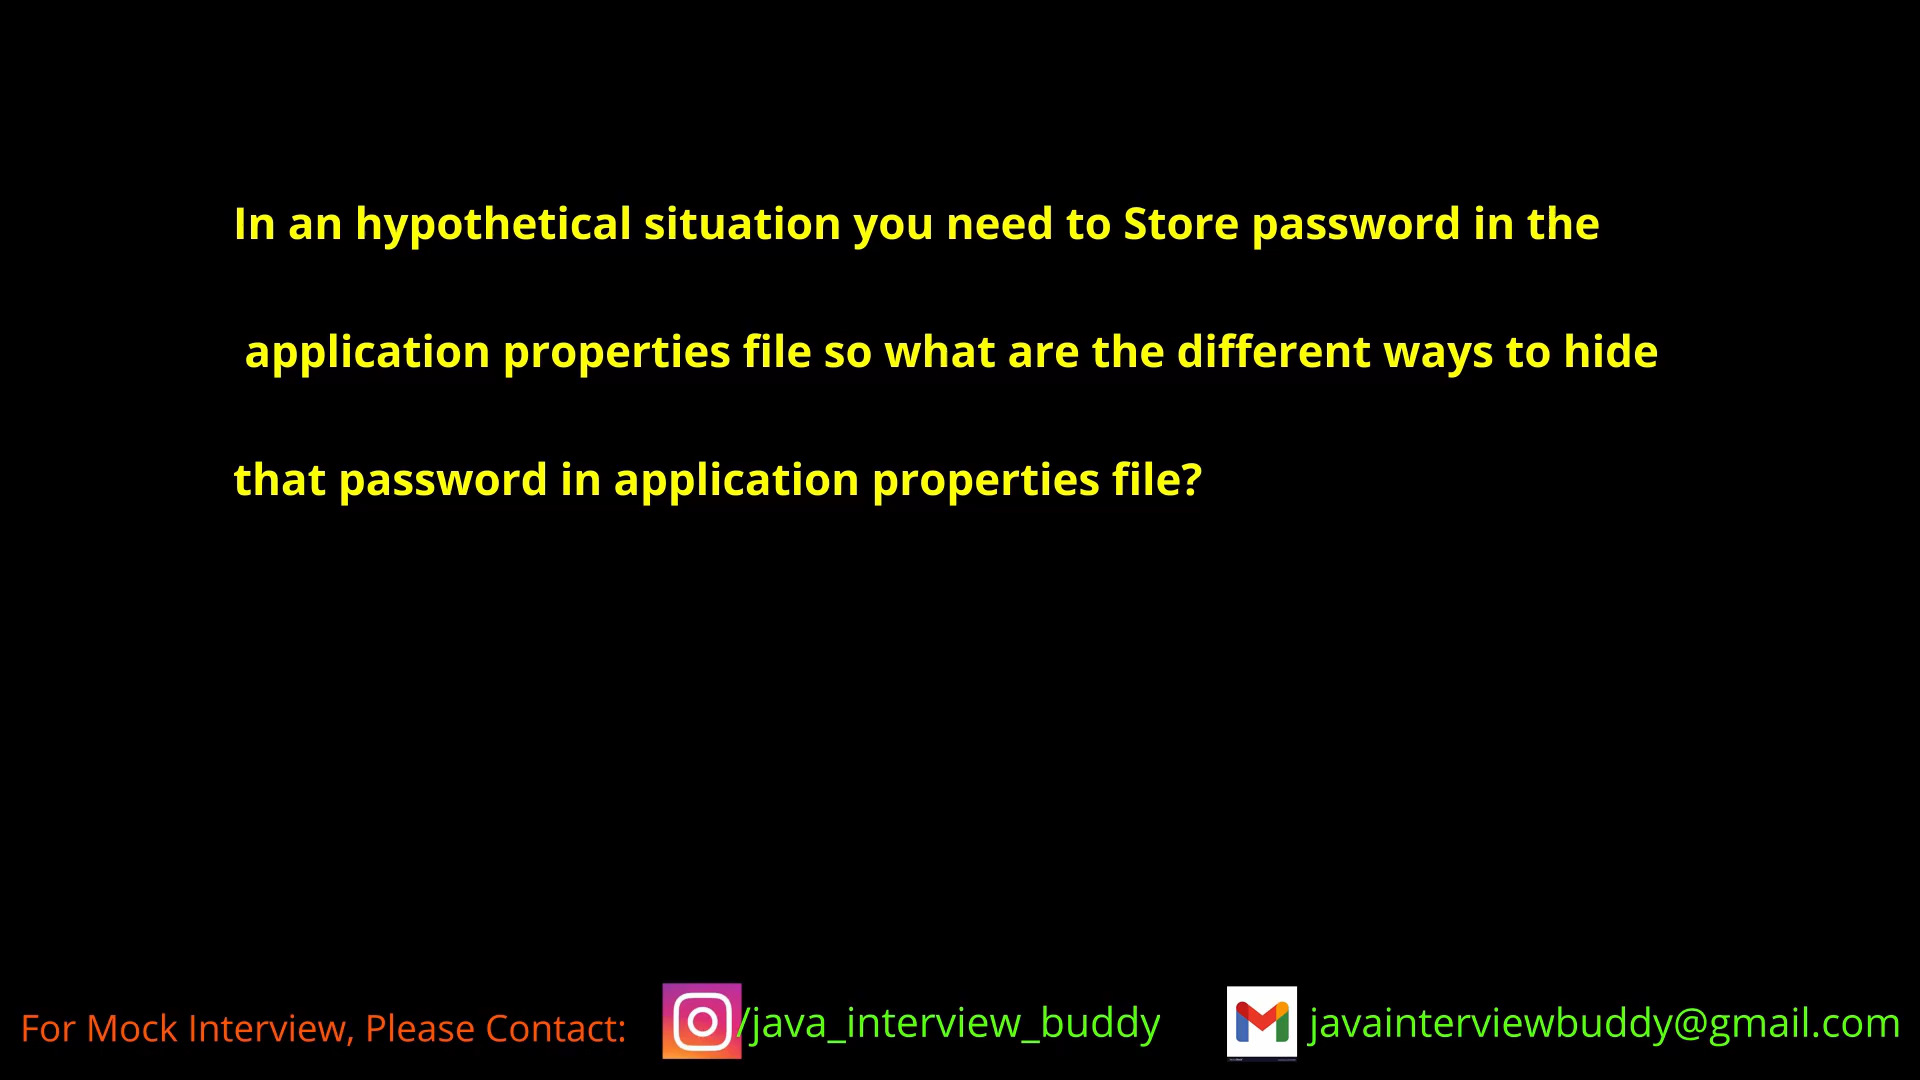 In an hypothetical situation you need to Store password in the
application properties file so what are the different ways to hide
that password in application properties file?
For Mock Interview, Please Contact: /java_interview_buddy javainterviewbuddy@gmail.com